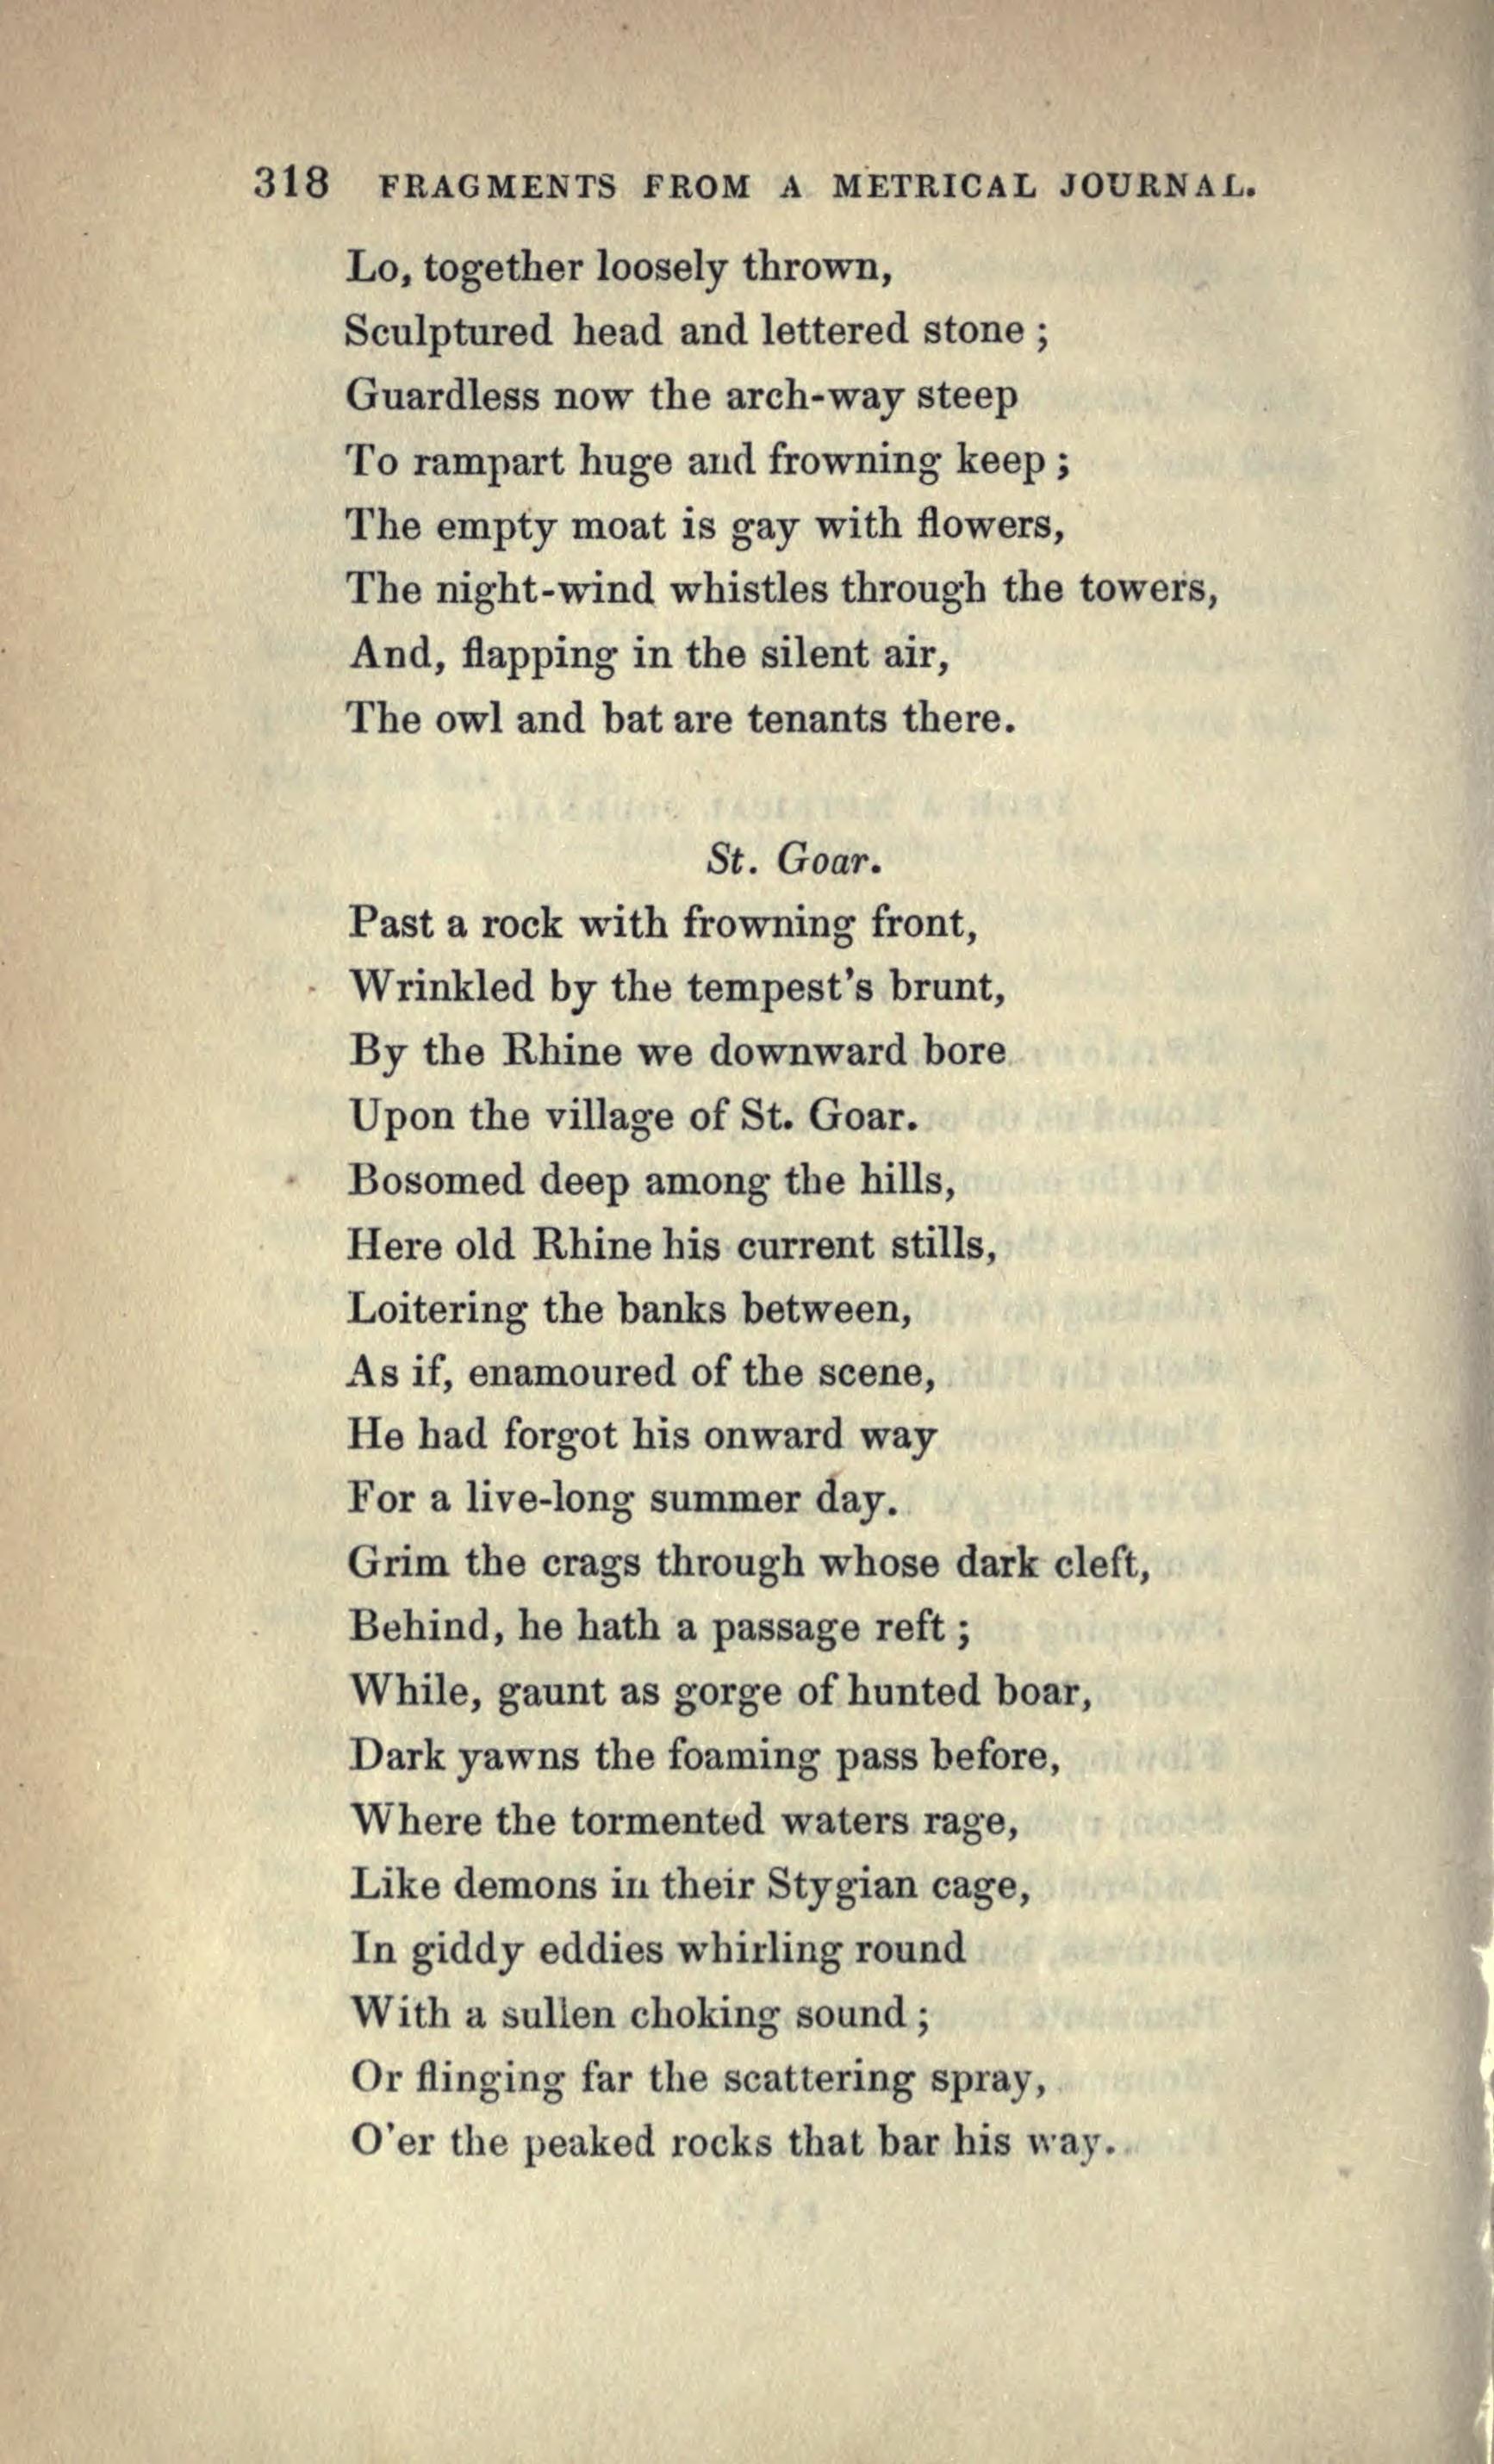 318 FRAGMENTS FROM A METRICAL JOURNAL.
Lo, together loosely thrown,
Sculptured head and lettered stone ;
Guardless now the arch-way steep
To rampart huge and frowning keep ;
The empty moat is gay with flowers,
The night-wind whistles through the towers,
And, flapping in the silent air,
The owl and bat are tenants there.
St. Goar.
Past a rock with frowning front,
Wrinkled by the tempest's brunt,
By the Rhine we downward bore
Upon the village of St. Goar.
Bosomed deep among the hills,
Here old Rhine his current stills,
Loitering the banks between,
As if, enamoured of the scene,
He had forgot his onward way
For a live-long summer day.
Grim the crags through whose dark cleft,
Behind, he hath a passage reft ;
While, gaunt as gorge of hunted boar,
Dark yawns the foaming pass before,
Where the tormented waters rage,
Like demons in their Stygian cage,
In giddy eddies whirling round
With a sullen choking sound ;
Or flinging far the scattering spray,
O'er the peaked rocks that bar his way.